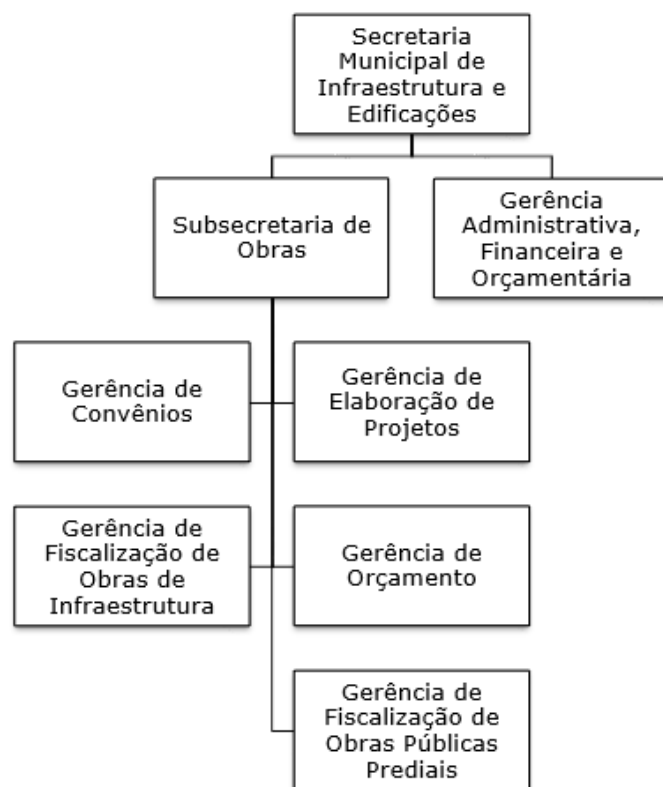 Secretaria
Municipal de
Infraestrutura e
Edificações
Subsecretaria de
Obras
Gerência
Administrativa,
Financeira e
Orçamentária
Gerência de
Convênios
Gerência de
Elaboração de
Projetos
Gerência de
Fiscalização de
Obras de
Infraestrutura
Gerência de
Orçamento
Gerência de
Fiscalização de
Obras Públicas
Prediais